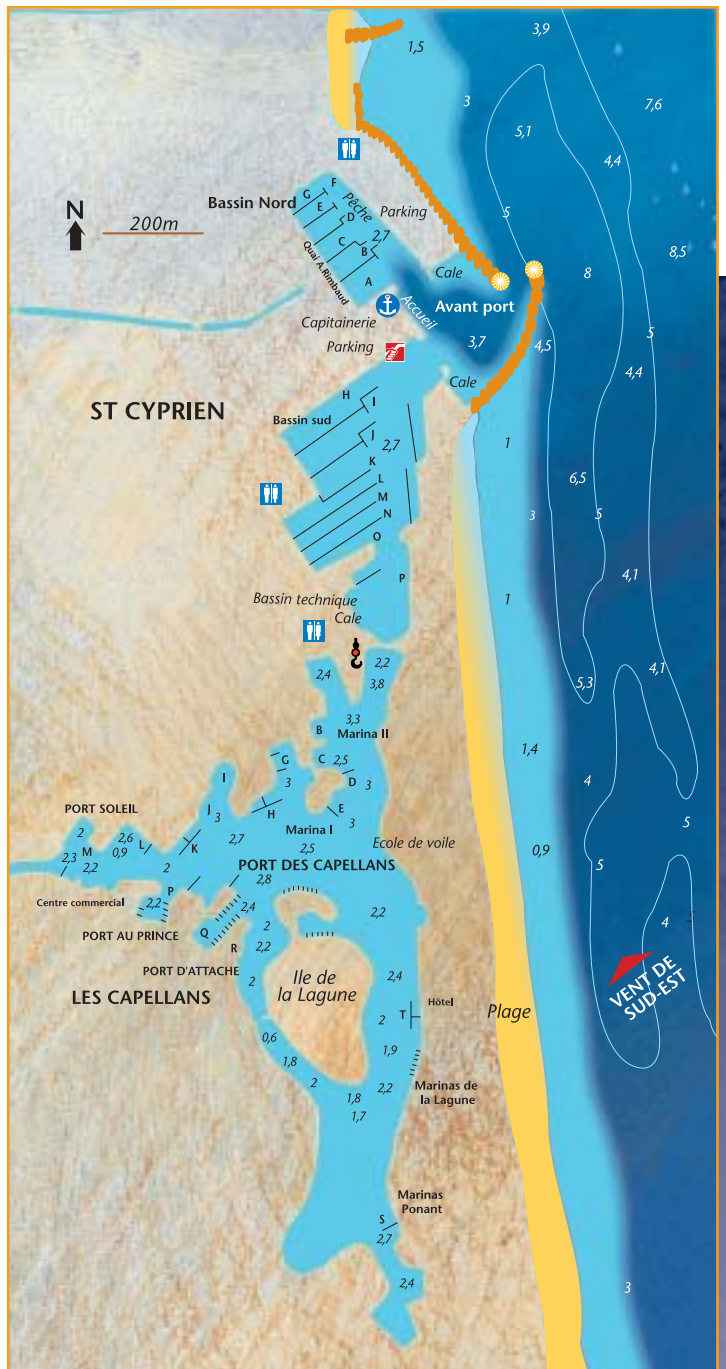 3,9
1,5
3
7,6
5,1
4,4
F
G
E
Pêche
Bassin Nord
D
Parking
N
200m
C
2,7
B
5
8,5
Quai A.Rimbaud
A
Cale
8
Accueil
Avant port
5
Capitainerie
3,7
4,5
Parking
4,4
Cale
H
I
ST CYPRIEN
Bassin sud
J
2,7
1
K
L
6,5
M
N
3
5
O
P
4,1
Bassin technique
1
Cale
2,4
2,2
4,1
3,8
5,3
3,3
B
Marina II
1,4
G
C
2,5
I
3
D
3
4
PORT SOLEIL
J
3
H
E
5
2
2,6
2,7
Marina I
3
0,9
M
0,9
L
K
2,5
Ecole de voile
2,3
2,2
2
PORT DES CAPELLANS
5
P
2,8
Centre commercial
2,2
2,4
2,2
4
5
PORT AU PRINCE
Q
2
R
2,2
PORT D'ATTACHE
2
Ile de
la Lagune
2,4
VENT DE
SUD-EST
LES CAPELLANS
Hôtel
Plage
T
2
0,6
1,9
1,8
2
2,2
Marinas de
la Lagune
1,8
1,7
Marinas
Ponant
S
2,7
2,4
3